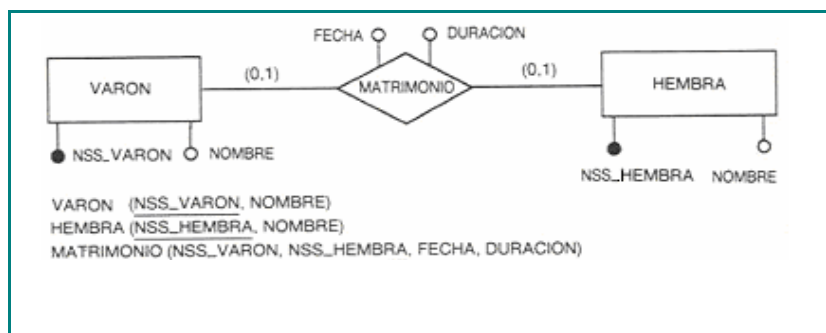 FECHA DURACION
(0,1) (0,1)
VARON MATRIMONIO HEMBRA
NSS_VARON NOMBRE
NSS_HEMBRA NOMBRE
VARON (NSS_VARON, NOMBRE)
HEMBRA (NSS_HEMBRA, NOMBRE)
MATRIMONIO (NSS_VARON, NSS_HEMBRA, FECHA, DURACION)